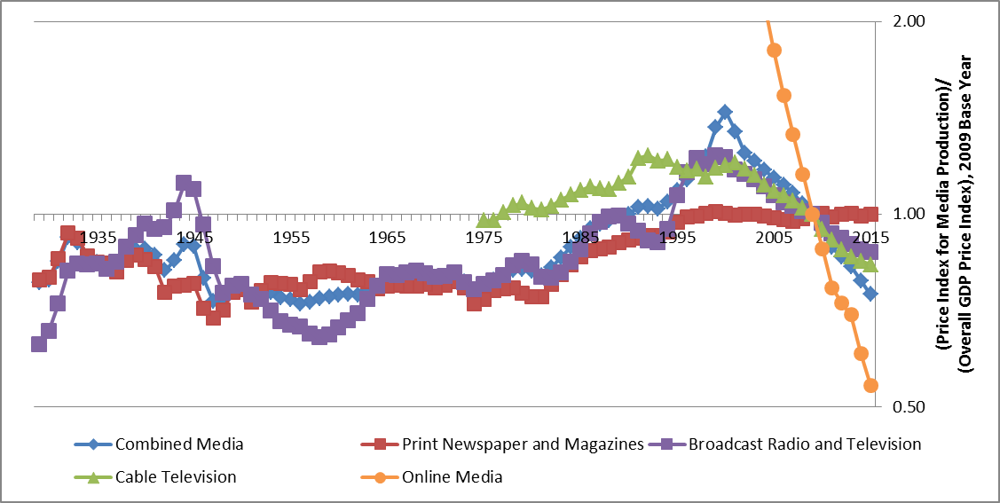 2.00
1.00
0.50
1935 1945 1955 1965 1975 1985 1995 2005 2015
(Price Index for Media Production)/
(Overall GDP Price Index), 2009 Base Year
Combined Media Print Newspaper and Magazines Broadcast Radio and Television
Cable Television Online Media